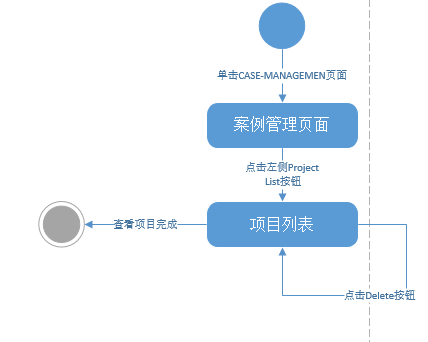 单击CASE-MANAGEMEN页面
案例管理页面
点击左侧Project
List按钮
查看项目完成
项目列表
点击Delete按钮